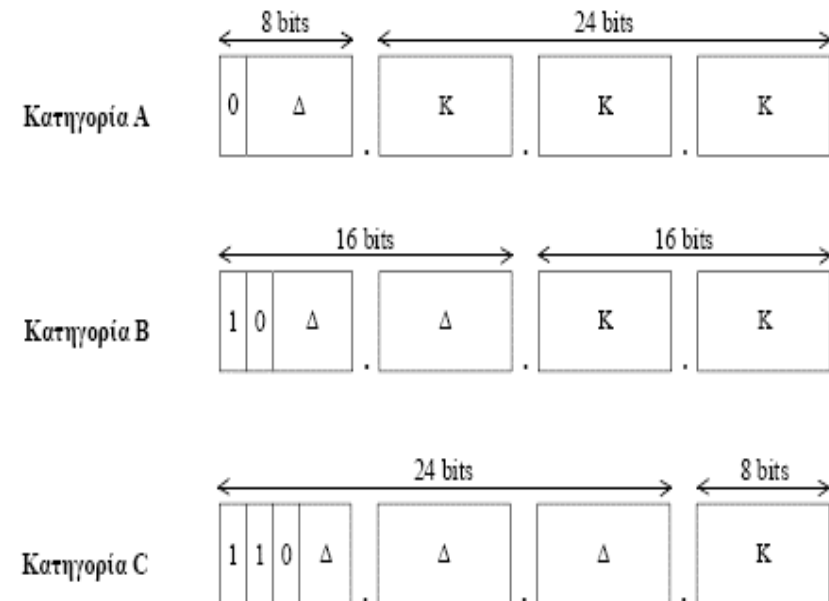 8 bits 24 bits
Κατηγορία Α 0 Δ . Κ . Κ . Κ
16 bits 16 bits
Κατηγορία Β 1 0 Δ . Δ . Κ . Κ
24 bits 8 bits
Κατηγορία C 1 1 0 Δ . Δ . Δ . Κ